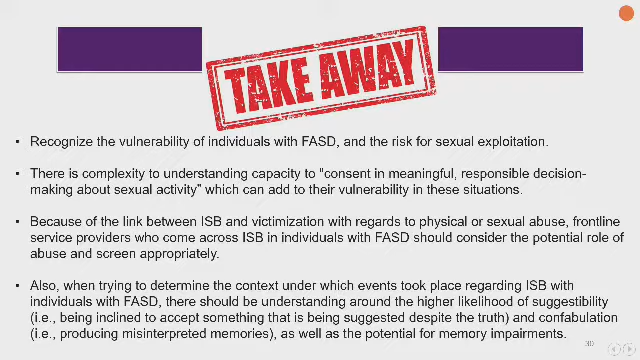 TAKE AWAY
• Recognize the vulnerability of individuals with FASD, and the risk for sexual exploitation.
• There is complexity to understanding capacity to “consent in meaningful, responsible decision-
making about sexual activity” which can add to their vulnerability in these situations.
• Because of the link between ISB and victimization with regards to physical or sexual abuse, frontline
service providers who come across ISB in individuals with FASD should consider the potential role of
abuse and screen appropriately.
• Also, when trying to determine the context under which events took place regarding ISB with
individuals with FASD, there should be understanding around the higher likelihood of suggestibility
(i.e., being inclined to accept something that is being suggested despite the truth) and confabulation
(i.e., producing misinterpreted memories), as well as the potential for memory impairments.
30